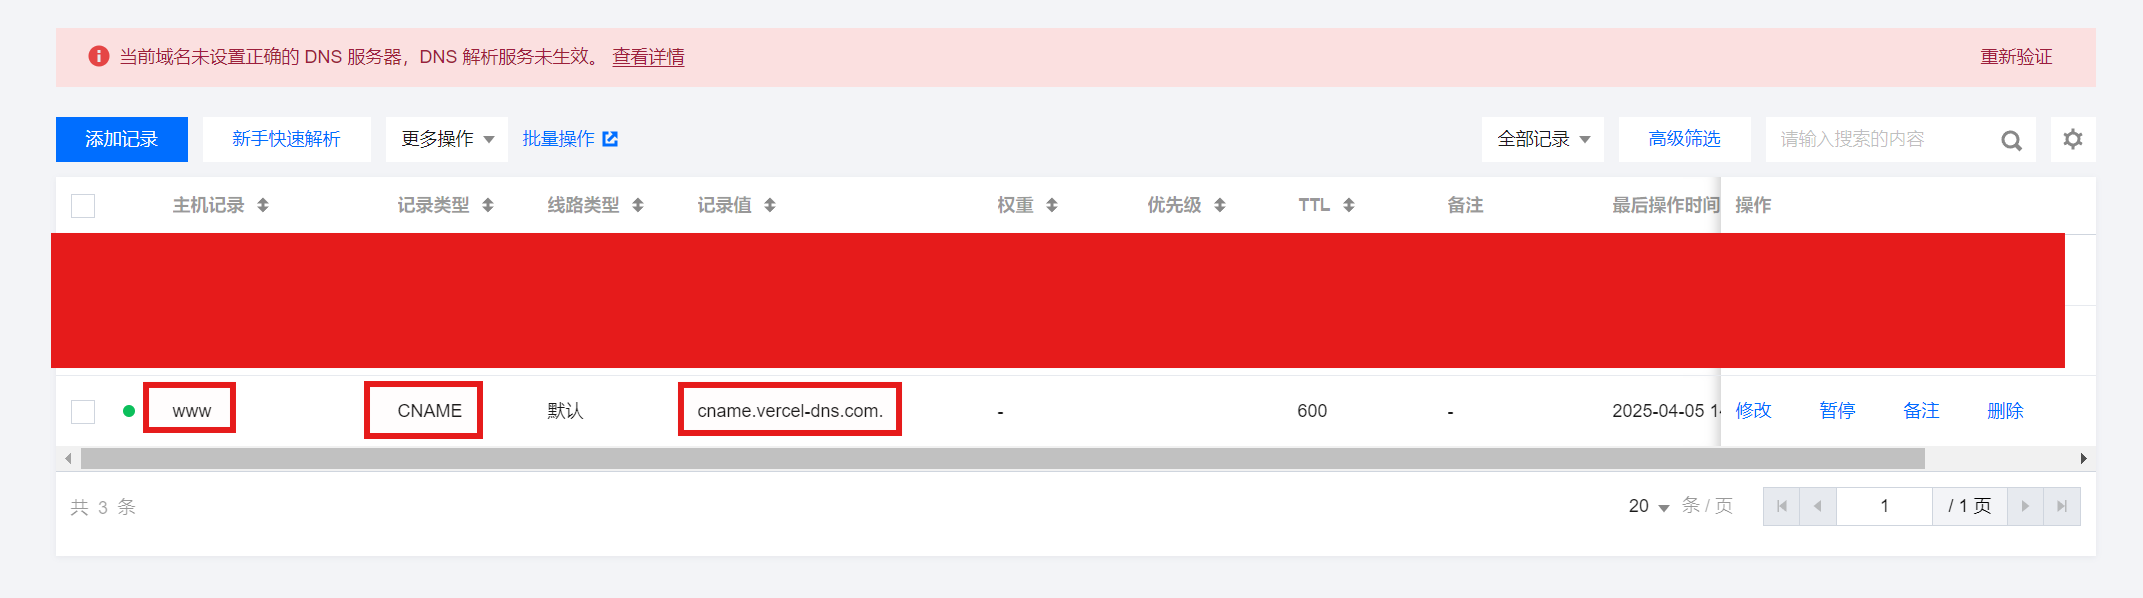 当前域名未设置正确的 DNS 服务器，DNS 解析服务未生效。 查看详情 重新验证
添加记录 新手快速解析 更多操作 批量操作 全部记录 高级筛选 请输入搜索的内容
主机记录 记录类型 线路类型 记录值 权重 优先级 TTL 备注 最后操作时间 操作
www CNAME 默认 cname.vercel-dns.com. - 600 - 2025-04-05 修改 暂停 备注 删除
共 3 条 20 条 / 页 1 / 1 页